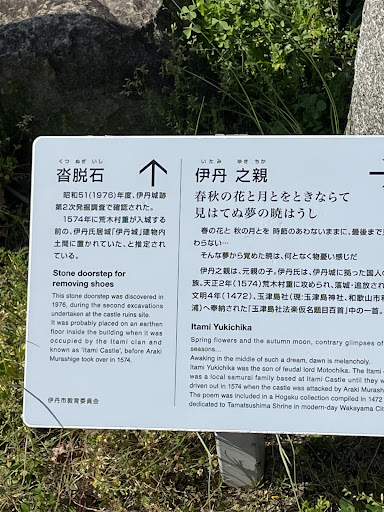 くつ ぬぎ いし
沓脱石
昭和51(1976)年度、伊丹城跡
第2次発掘調査で確認された。
1574年に荒木村重が入城する
前の、伊丹氏居城「伊丹城」建物内
土間に置かれていた、と推定され
ている。
Stone doorstep for
removing shoes
This stone doorstep was discovered in
1976, during the second excavations
undertaken at the castle ruins site.
It was probably placed on an earthen
floor inside the building when it was
occupied by the Itami clan and
known as 'Itami Castle', before Araki
Murashige took over in 1574.
伊丹市教育委員会
いたみ ゆき ちか
伊丹 之親
春秋の花と月とをときならて
見はてぬ夢の暁はうし
春の花と 秋の月とを 時節のあわないままに、最後まで
わらない…
そんな夢から覚めた暁は、何となく物憂い感じだ
伊丹之親は、元親の子。伊丹氏は、伊丹城に拠った国人の
族。天正2年(1574)荒木村重に攻められ、落城・追放され
文明4年(1472)、玉津島社(現:玉津島神社、和歌山市和
浦)へ奉納された「玉津島社法楽仮名題百首」中の一首。
Itami Yukichika
Spring flowers and the autumn moon, contrary glimpses of
seasons...
Awaking in the middle of such a dream, dawn is melancholy.
Itami Yukichika was the son of feudal lord Motochika. The Itami
was a local samurai family based at Itami Castle until they w
driven out in 1574 when the castle was attacked by Araki Murash
The poem was included in a Hogaku collection compiled in 1472
dedicated to Tamatsushima Shrine in modern-day Wakayama City